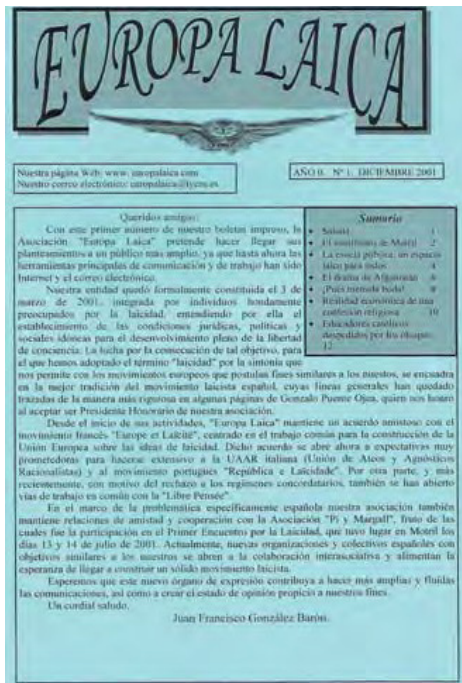 EUROPA LAICA
Nuestra página Web: www. europalaica com
Nuestro correo electrónico: europalaica@lycos.es
AÑO 0. Nº 1. DICIEMBRE 2001
Queridos amigos:
Con este primer número de nuestro boletín impreso, la
Asociación "Europa Laica" pretende hacer llegar sus
planteamientos a un público más amplio, ya que hasta ahora las
herramientas principales de comunicación y de trabajo han sido
Internet y el correo electrónico.
Nuestra entidad quedó formalmente constituida el 3 de
marzo de 2001, integrada por individuos hondamente
preocupados por la laicidad, entendiendo por ella el
establecimiento de las condiciones jurídicas, políticas y
sociales idóneas para el desenvolvimiento pleno de la libertad
de conciencia. La lucha por la consecución de tal objetivo, para
el que hemos adoptado el término "laicidad" por la sintonía que
nos permite con los movimientos europeos que postulan fines similares a los nuestros, se encuadra
en la mejor tradición del movimiento laicista español, cuyas líneas generales han quedado
trazadas de la manera más rigurosa en algunas páginas de Gonzalo Puente Ojea, quien nos honró
al aceptar ser Presidente Honorario de nuestra asociación.
Desde el inicio de sus actividades, "Europa Laica" mantiene un acuerdo amistoso con el
movimiento francés "Europe et Laïcité", centrado en el trabajo común para la construcción de la
Unión Europea sobre las ideas de laicidad. Dicho acuerdo se abre ahora a expectativas muy
prometedoras para hacerse extensivo a la UAAR italiana (Unión de Ateos y Agnósticos
Racionalistas) y al movimiento portugués "República e Laicidade". Por otra parte, y más
recientemente, con motivo del rechazo a los regímenes concordatarios, también se han abierto
vías de trabajo en común con la "Libre Pensée".
En el marco de la problemática específicamente española nuestra asociación también
mantiene relaciones de amistad y cooperación con la Asociación "Pi y Margall", fruto de las
cuales fue la participación en el Primer Encuentro por la Laicidad, que tuvo lugar en Motril los
días 13 y 14 de julio de 2001. Actualmente, nuevas organizaciones y colectivos españoles con
objetivos similares a los nuestros se abren a la colaboración interasociativa y alimentan la
esperanza de llegar a construir un sólido movimiento laicista.
Esperemos que este nuevo órgano de expresión contribuya a hacer más amplias y fluidas
las comunicaciones, así como a crear el estado de opinión propicio a nuestros fines.
Un cordial saludo.
Juan Francisco González Barón.
Sumario
Saluda 1
El manifiesto de Motril 2
La escuela pública, un espacio
laico para todos 4
El drama de Afganistán 6
¡Pues menuda boda! 8
Realidad económica de una
confesión religiosa 10
Educadores católicos
despedidos por los obispos
12